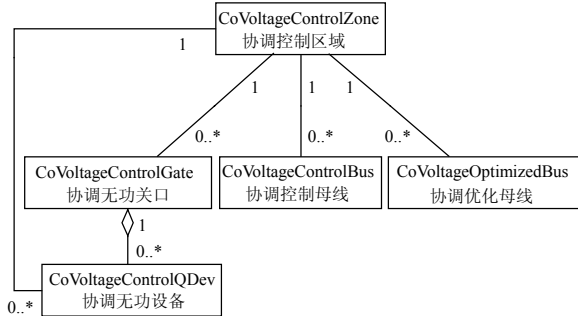 CoVoltageControlZone
协调控制区域
1
1
1
1
0..*
0..*
0..*
CoVoltageControlGate
协调无功关口
CoVoltageControlBus
协调控制母线
CoVoltageOptimizedBus
协调优化母线
1
0..*
CoVoltageControlQDev
协调无功设备
0..*